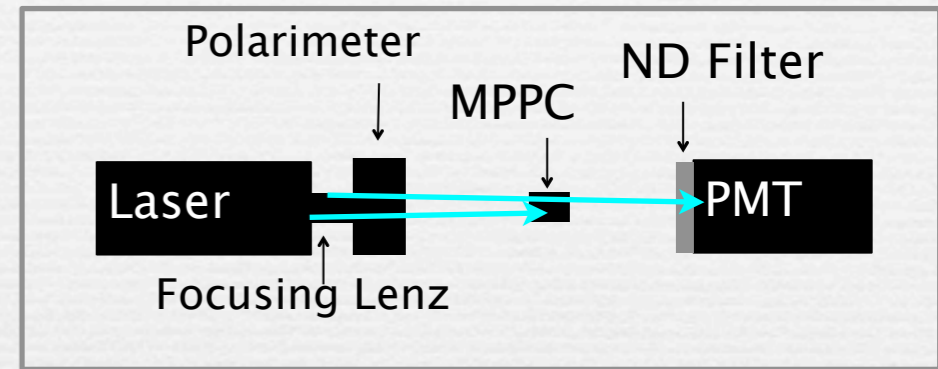 Polarimeter
ND Filter
MPPC
Laser
PMT
Focusing Lenz